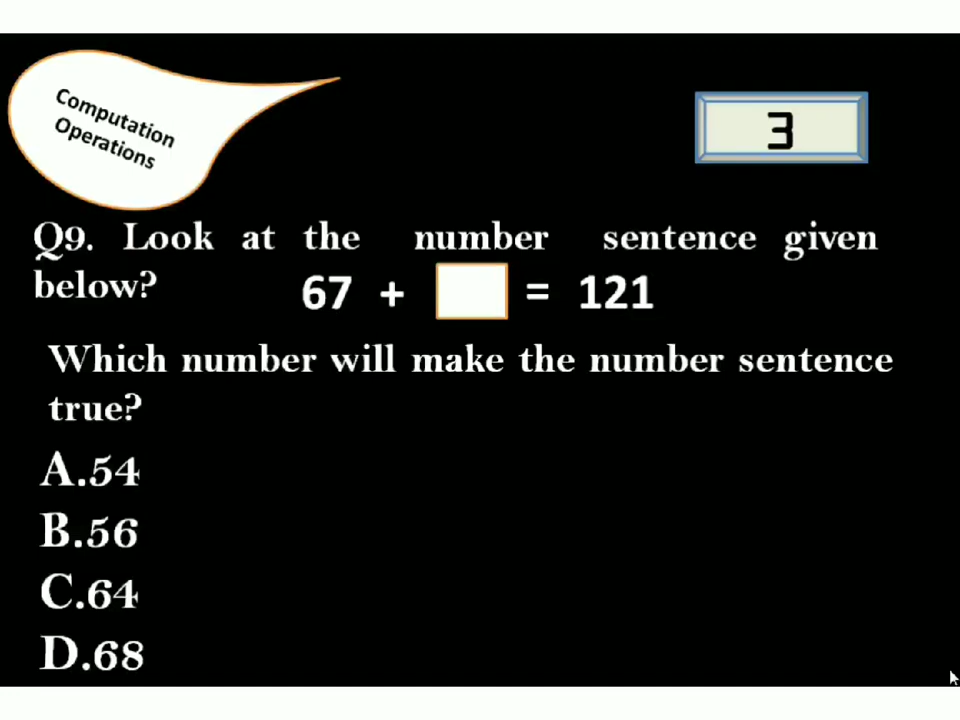 Computation
Operations
3
Q9. Look at the number sentence given
below?
67 + = 121
Which number will make the number sentence
true?
A.54
B.56
C.64
D.68